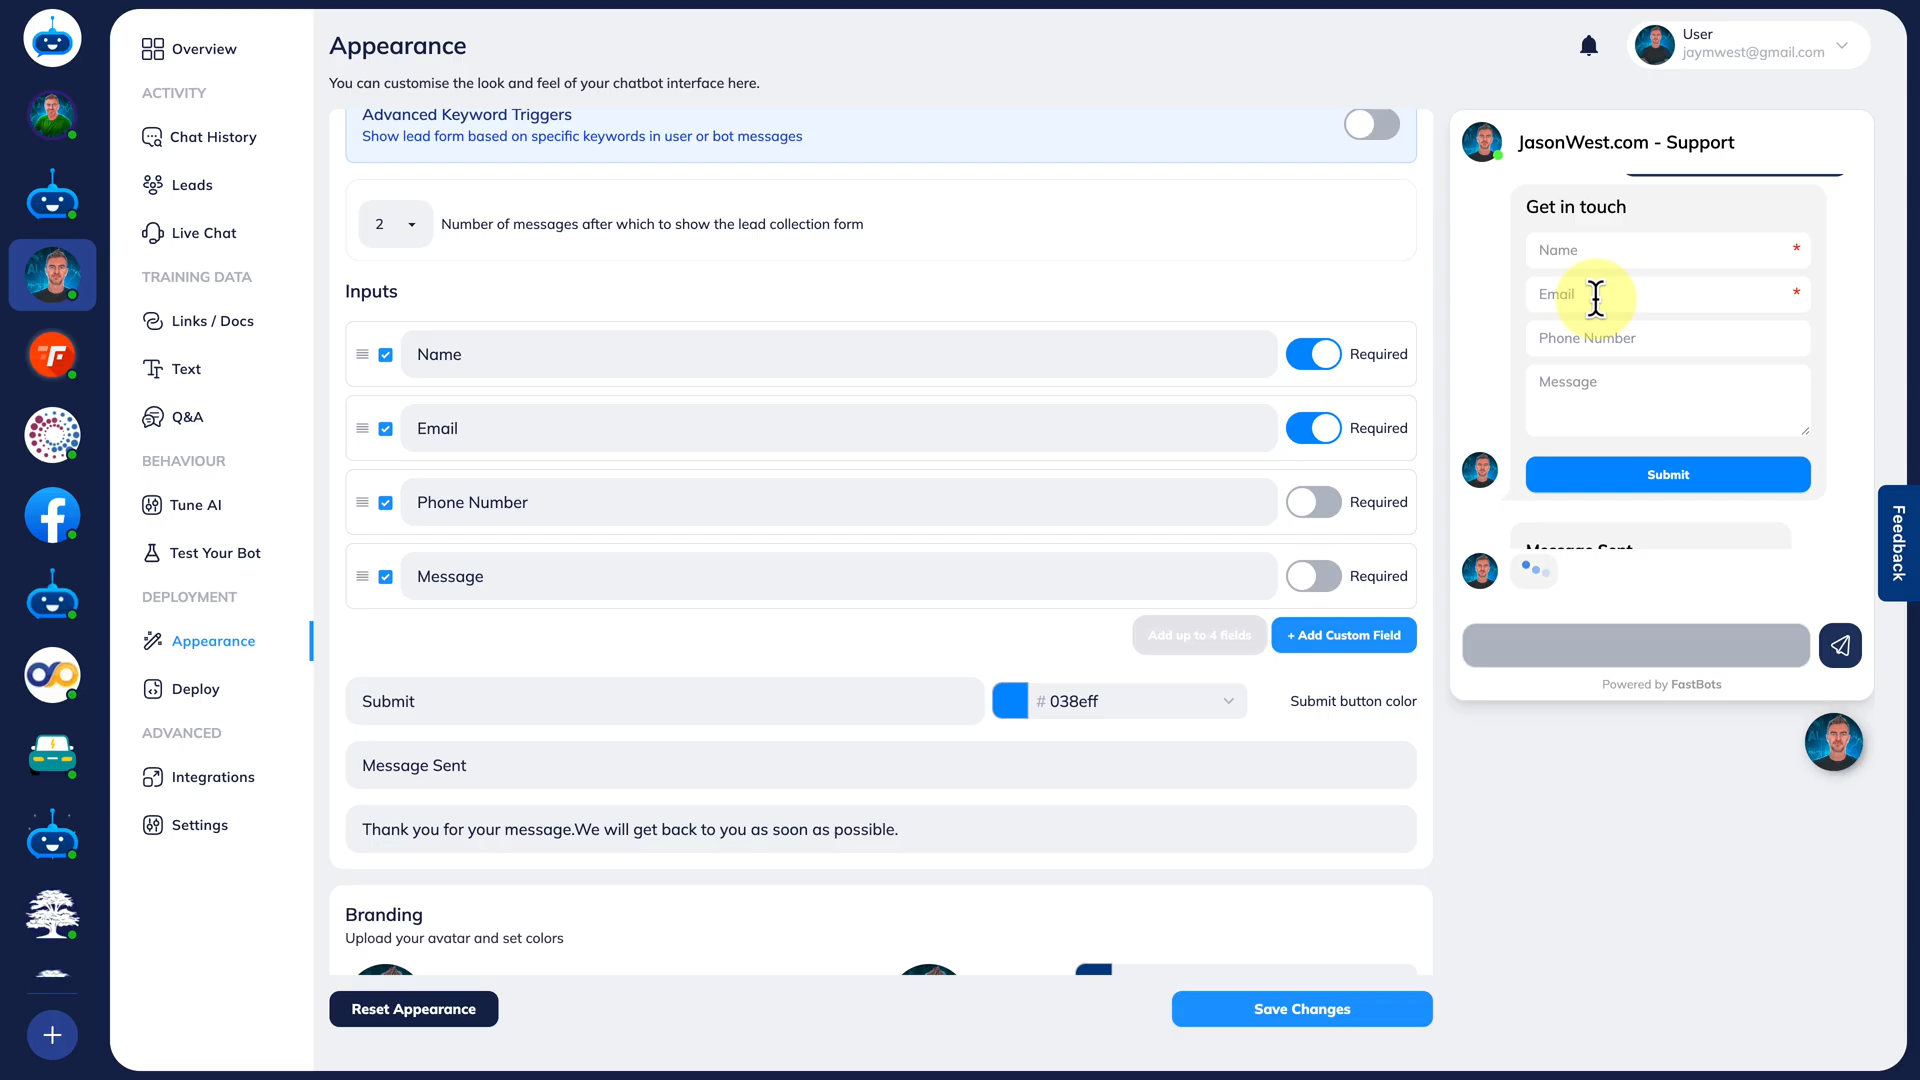 Overview
ACTIVITY
Chat History
Leads
Live Chat
TRAINING DATA
Links / Docs
Text
Q&A
BEHAVIOUR
Tune AI
Test Your Bot
DEPLOYMENT
Appearance
Deploy
ADVANCED
Integrations
Settings
Appearance
You can customise the look and feel of your chatbot interface here.
User
jaymwest@gmail.com
Advanced Keyword Triggers
Show lead form based on specific keywords in user or bot messages
2 Number of messages after which to show the lead collection form
Inputs
Name Required
Email Required
Phone Number Required
Message Required
Add up to 4 fields + Add Custom Field
Submit # 038eff Submit button color
Message Sent
Thank you for your message.We will get back to you as soon as possible.
Branding
Upload your avatar and set colors
Reset Appearance Save Changes
JasonWest.com - Support
Get in touch
Name *
Email *
Phone Number
Message
Submit
Message Sent
Powered by FastBots
Feedback